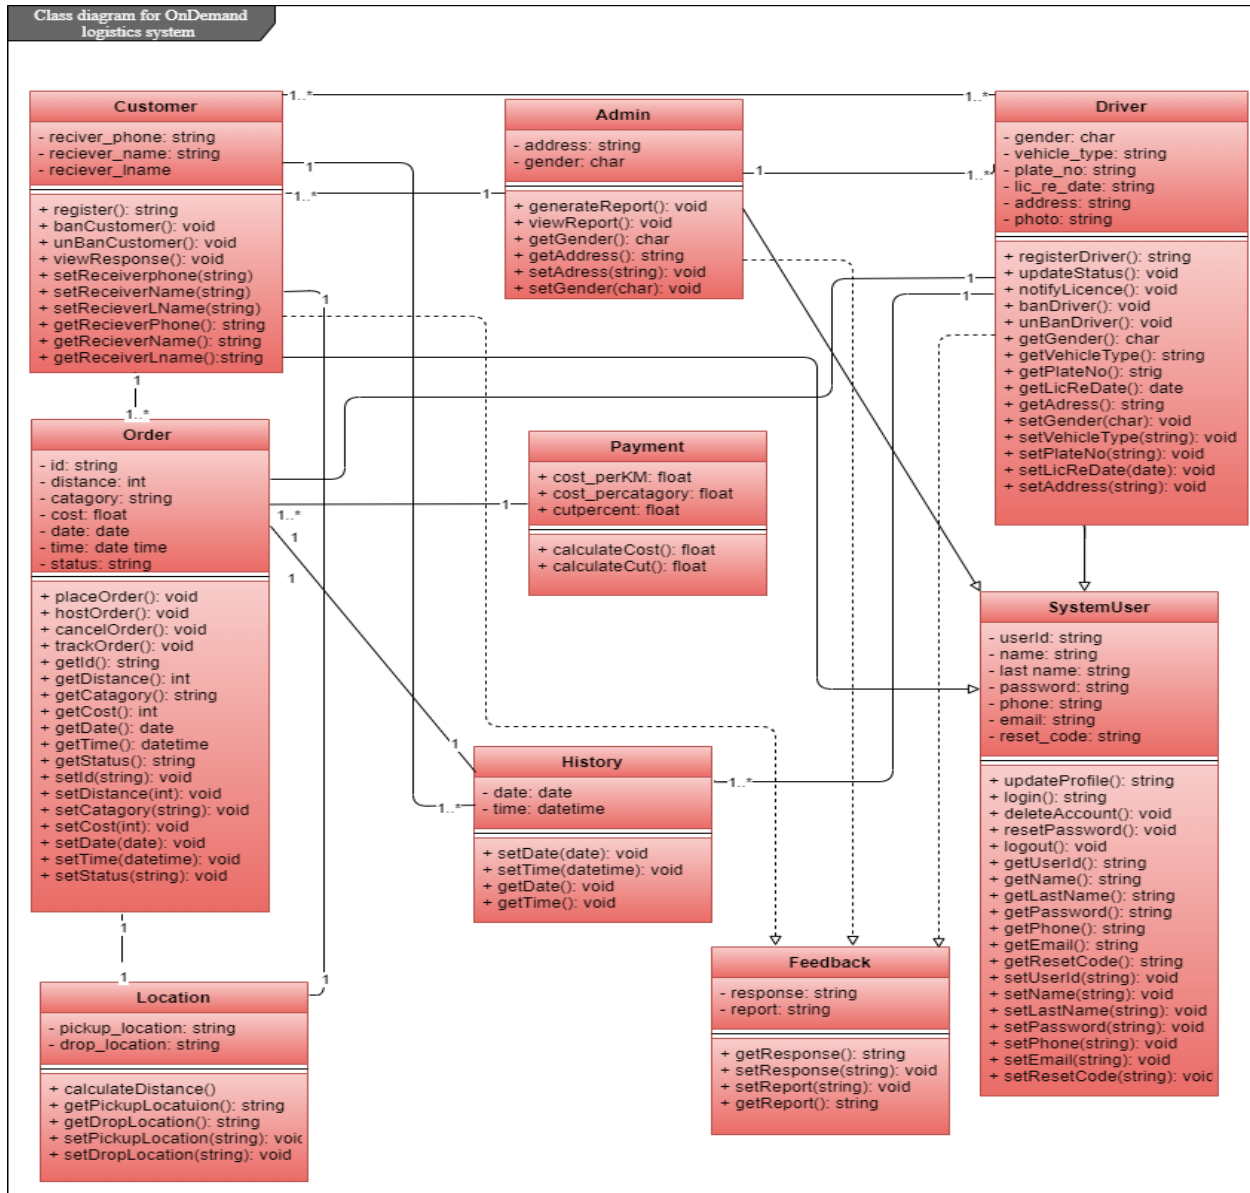 Class diagram for OnDemand
logistics system
Customer
- reciver_phone: string
- reciever_name: string
- reciever_lname
+ register(): string
+ banCustomer(): void
+ unBanCustomer(): void
+ viewResponse(): void
+ setReceiverphone(string)
+ setReceiverName(string)
+ setRecieverLName(string)
+ getRecieverPhone(): string
+ getRecieverName(): string
+ getReceiverLname():string
1..*
1..*
1
1..*
1
1
1
1..*
Admin
- address: string
- gender: char
+ generateReport(): void
+ viewReport(): void
+ getGender(): char
+ getAddress(): string
+ setAdress(string): void
+ setGender(char): void
1
1..*
Driver
- gender: char
- vehicle_type: string
- plate_no: string
- lic_re_date: string
- address: string
- photo: string
+ registerDriver(): string
+ updateStatus(): void
+ notifyLicence(): void
+ banDriver(): void
+ unBanDriver(): void
+ getGender(): char
+ getVehicleType(): string
+ getPlateNo(): strig
+ getLicReDate(): date
+ getAdress(): string
+ setGender(char): void
+ setVehicleType(string): void
+ setPlateNo(string): void
+ setLicReDate(date): void
+ setAddress(string): void
1
1
Order
- id: string
- distance: int
- catagory: string
- cost: float
- date: date
- time: date time
- status: string
+ placeOrder(): void
+ hostOrder(): void
+ cancelOrder(): void
+ trackOrder(): void
+ getId(): string
+ getDistance(): int
+ getCatagory(): string
+ getCost(): int
+ getDate(): date
+ getTime(): datetime
+ getStatus(): string
+ setId(string): void
+ setDistance(int): void
+ setCatagory(string): void
+ setCost(int): void
+ setDate(date): void
+ setTime(datetime): void
+ setStatus(string): void
1..*
1
1
1
Payment
+ cost_perKM: float
+ cost_percatagory: float
+ cutpercent: float
+ calculateCost(): float
+ calculateCut(): float
SystemUser
- userId: string
- name: string
- last name: string
- password: string
- phone: string
- email: string
- reset_code: string
+ updateProfile(): string
+ login(): string
+ deleteAccount(): void
+ resetPassword(): void
+ logout(): void
+ getUserId(): string
+ getName(): string
+ getLastName(): string
+ getPassword(): string
+ getPhone(): string
+ getEmail(): string
+ getResetCode(): string
+ setUserId(string): void
+ setName(string): void
+ setLastName(string): void
+ setPassword(string): void
+ setPhone(string): void
+ setEmail(string): void
+ setResetCode(string): void
1
1..*
1..*
History
- date: date
- time: datetime
+ setDate(date): void
+ setTime(datetime): void
+ getDate(): void
+ getTime(): void
1
1
1
Location
- pickup_location: string
- drop_location: string
+ calculateDistance()
+ getPickupLocatuion(): string
+ getDropLocation(): string
+ setPickupLocation(string): void
+ setDropLocation(string): void
Feedback
- response: string
- report: string
+ getResponse(): string
+ setResponse(string): void
+ setReport(string): void
+ getReport(): string